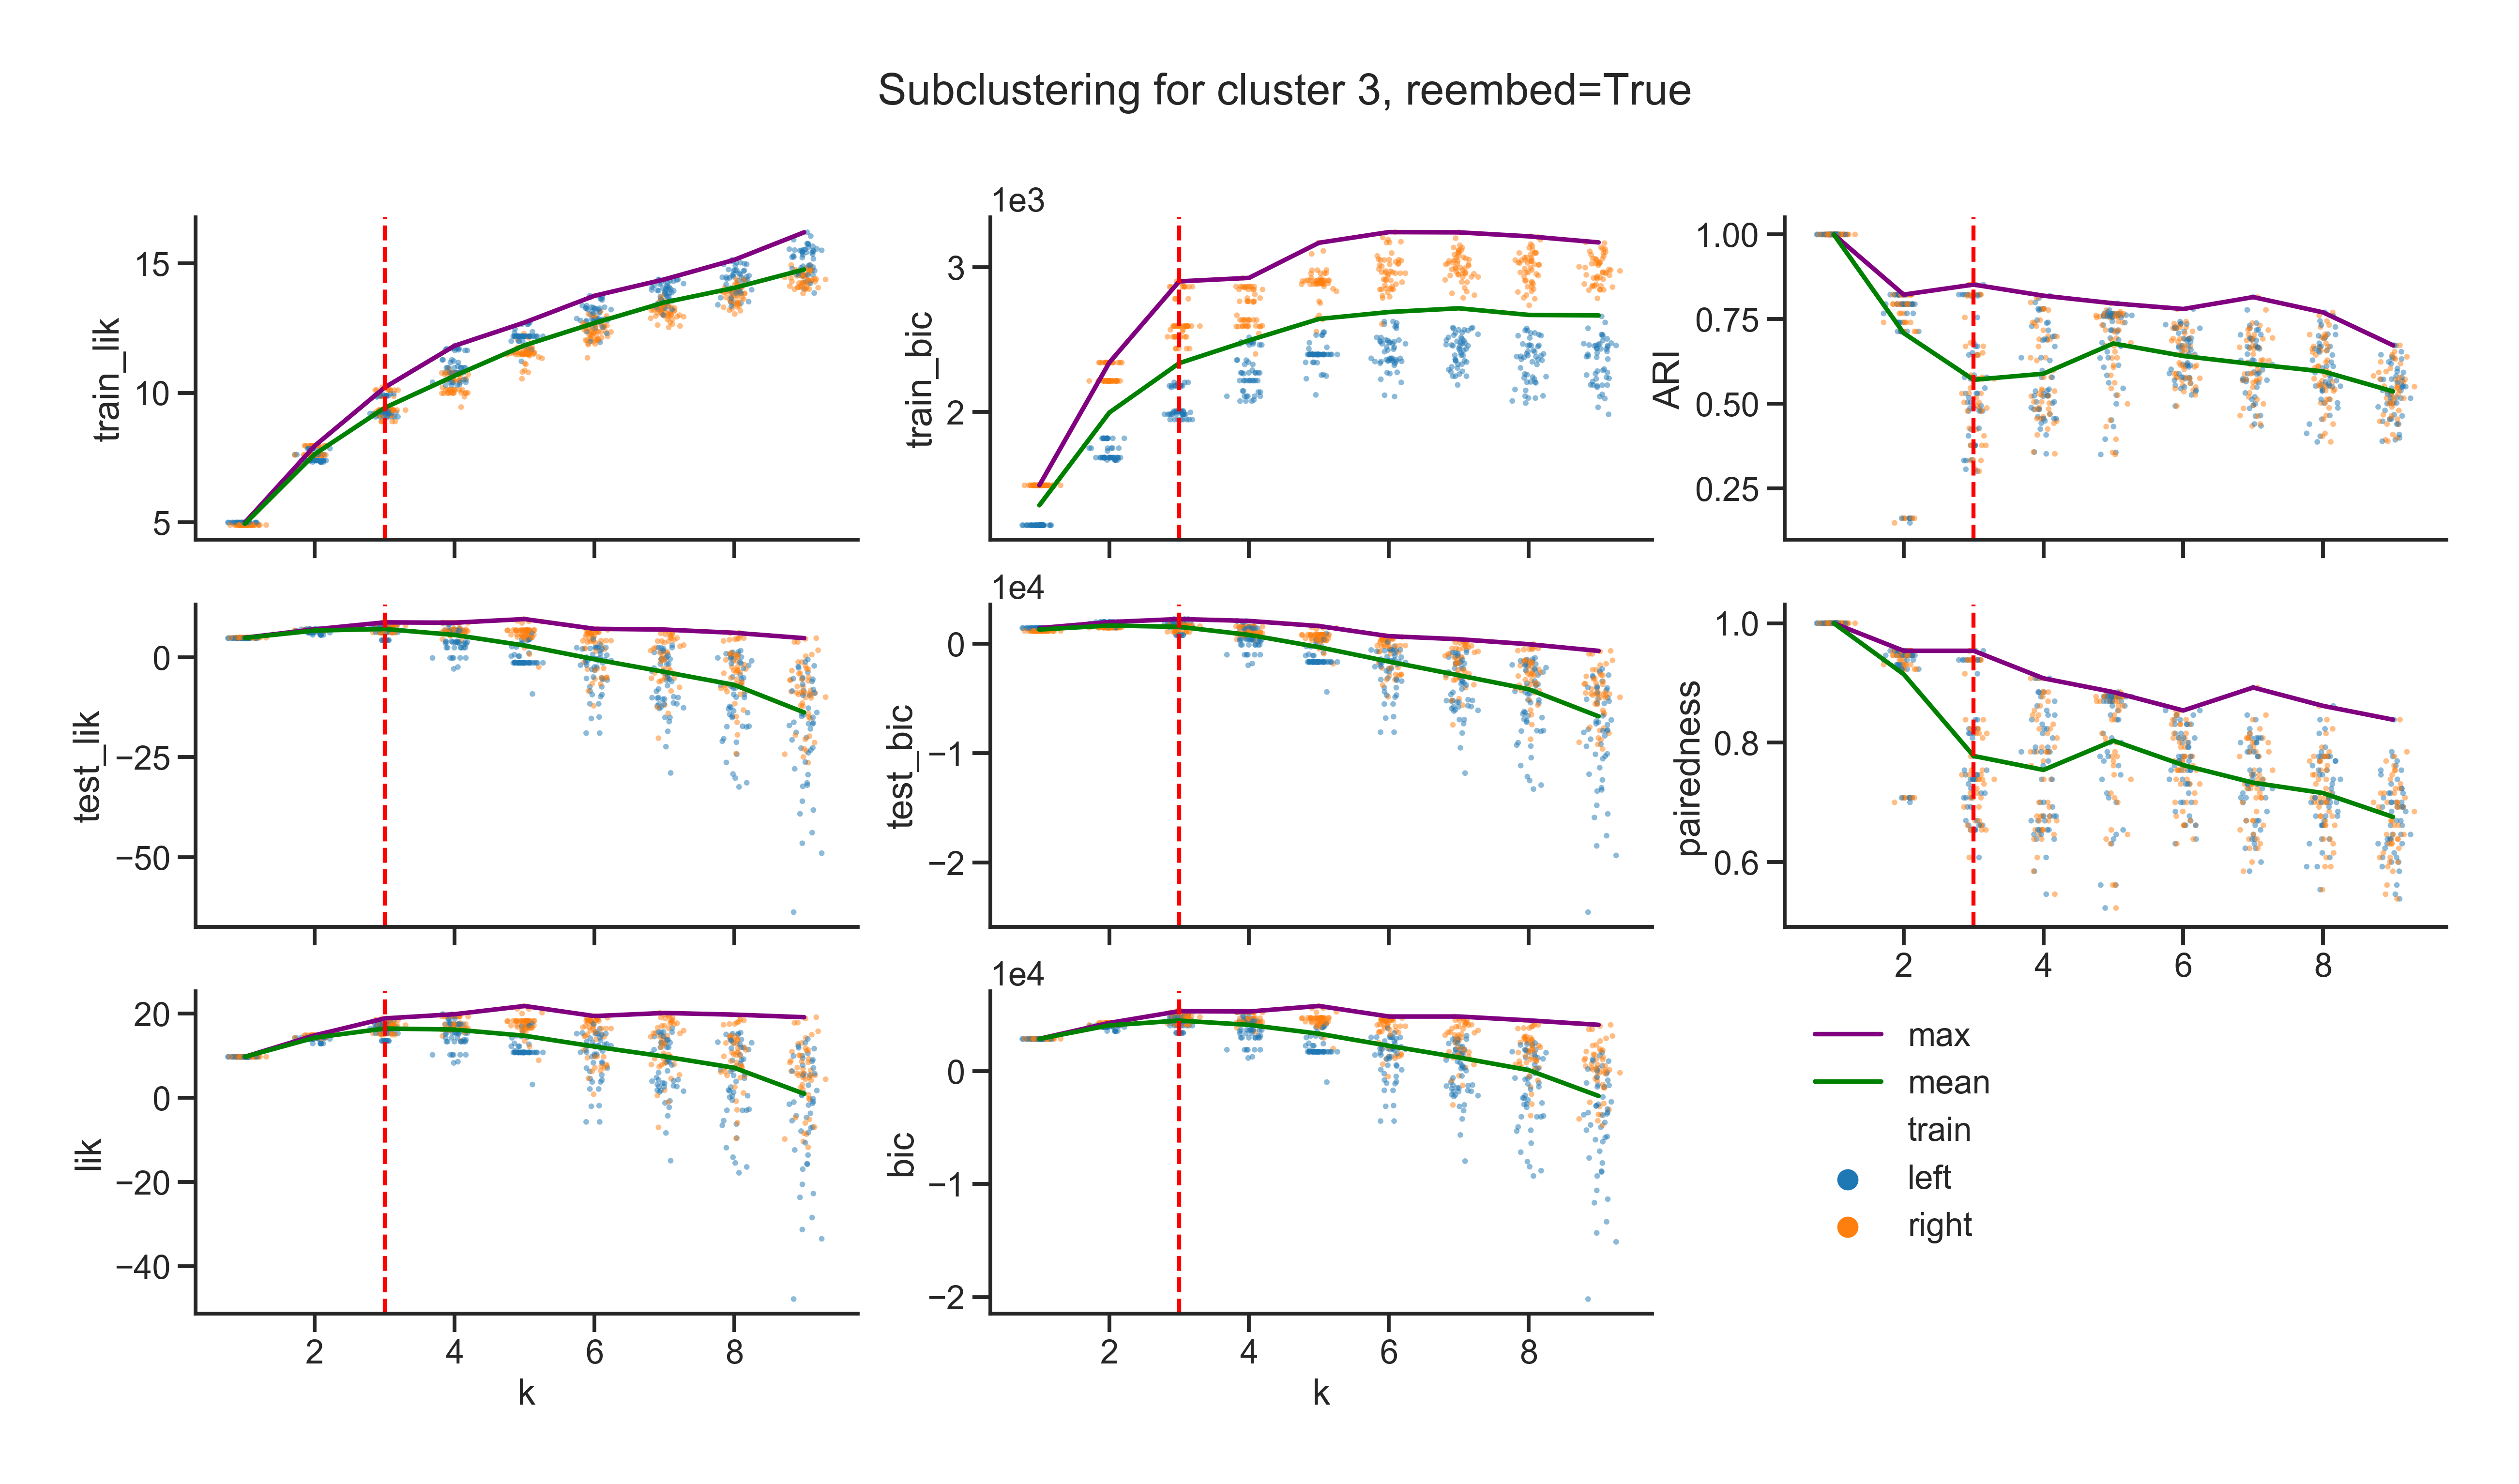 Subclustering for cluster 3, reembed=True
train_lik
15
10
5
1e3
train_bic
3
2
ARI
1.00
0.75
0.50
0.25
test_lik
0
−25
−50
1e4
test_bic
0
−1
−2
pairedness
1.0
0.8
0.6
2 4 6 8
lik
20
0
−20
−40
2 4 6 8
k
1e4
bic
0
−1
−2
2 4 6 8
k
max
mean
train
left
right